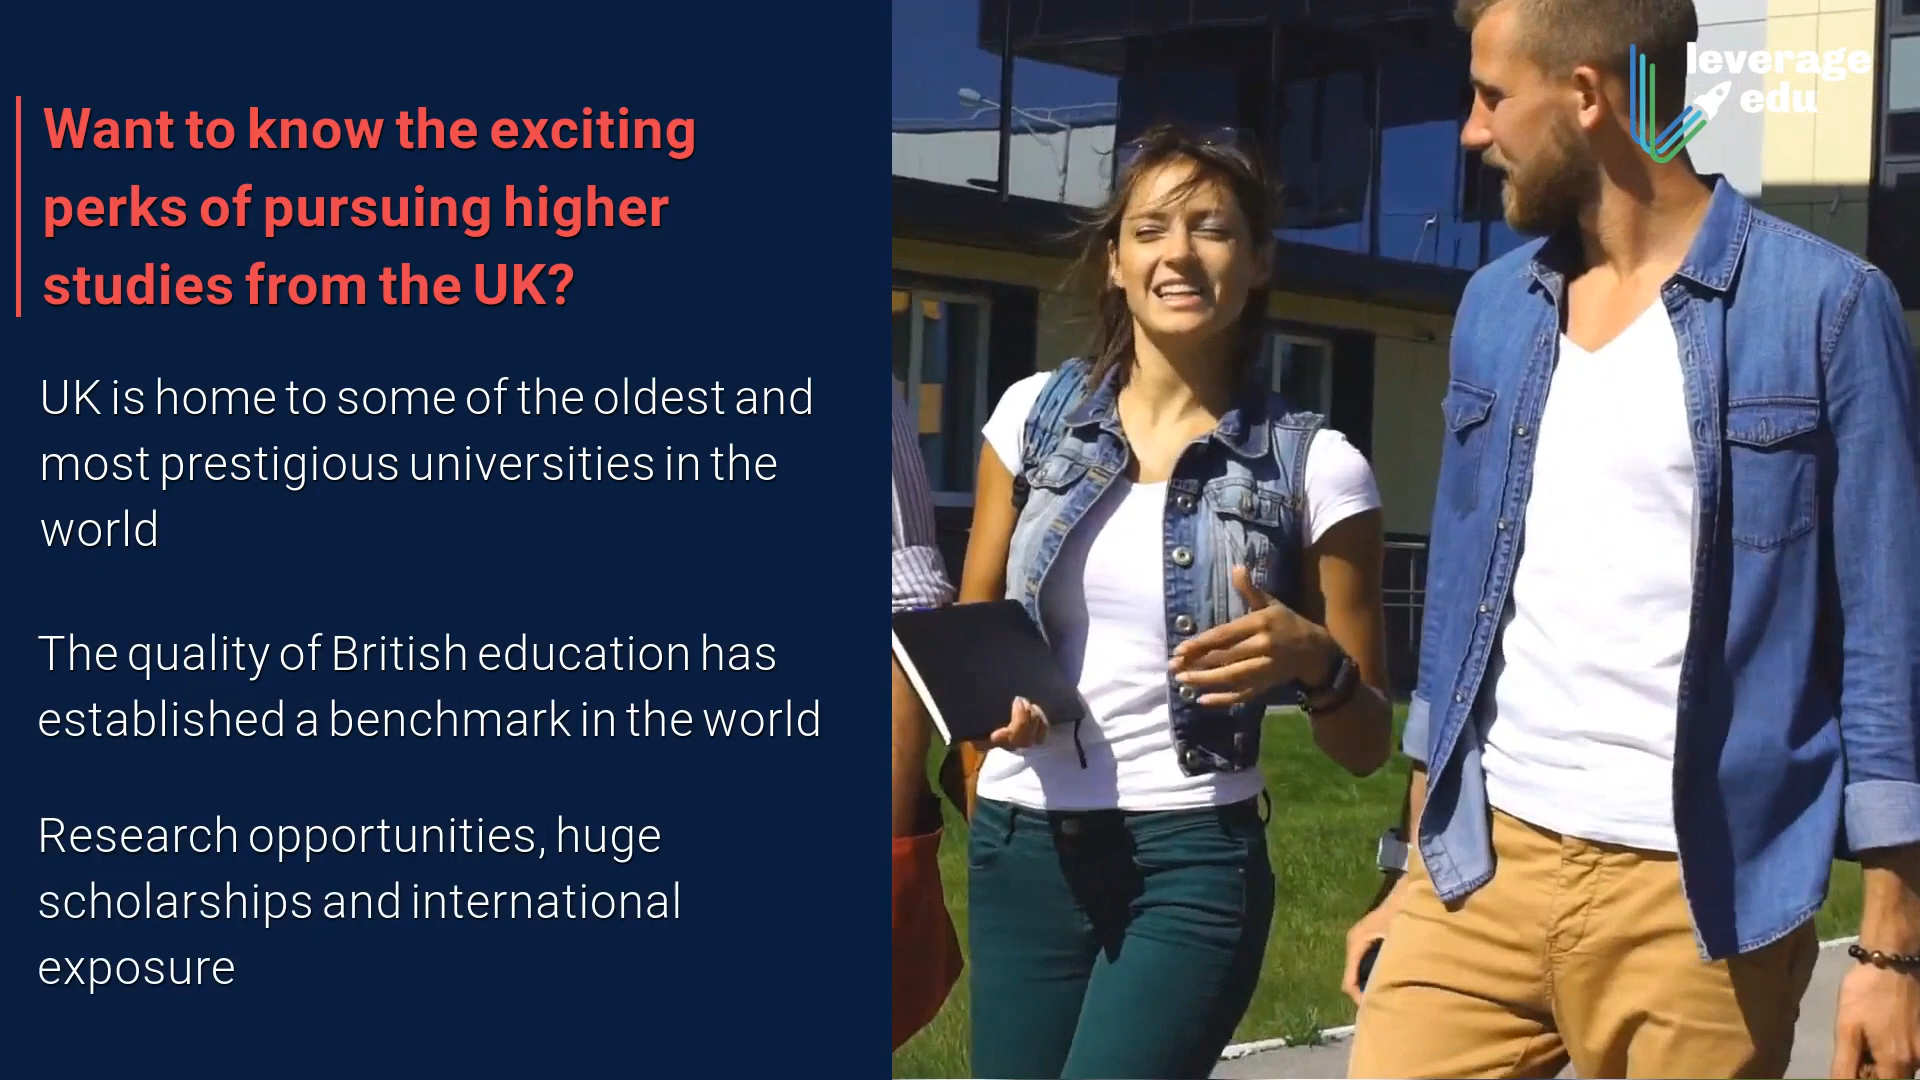 Want to know the exciting
perks of pursuing higher
studies from the UK?
UK is home to some of the oldest and
most prestigious universities in the
world
The quality of British education has
established a benchmark in the world
Research opportunities, huge
scholarships and international
exposure
leverage
edu